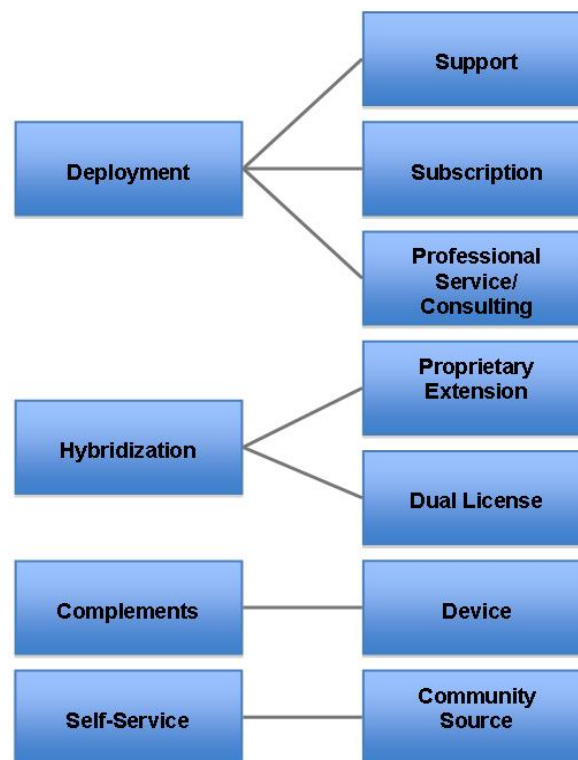 Deployment
Support
Subscription
Professional
Service/
Consulting
Hybridization
Proprietary
Extension
Dual License
Complements
Device
Self-Service
Community
Source